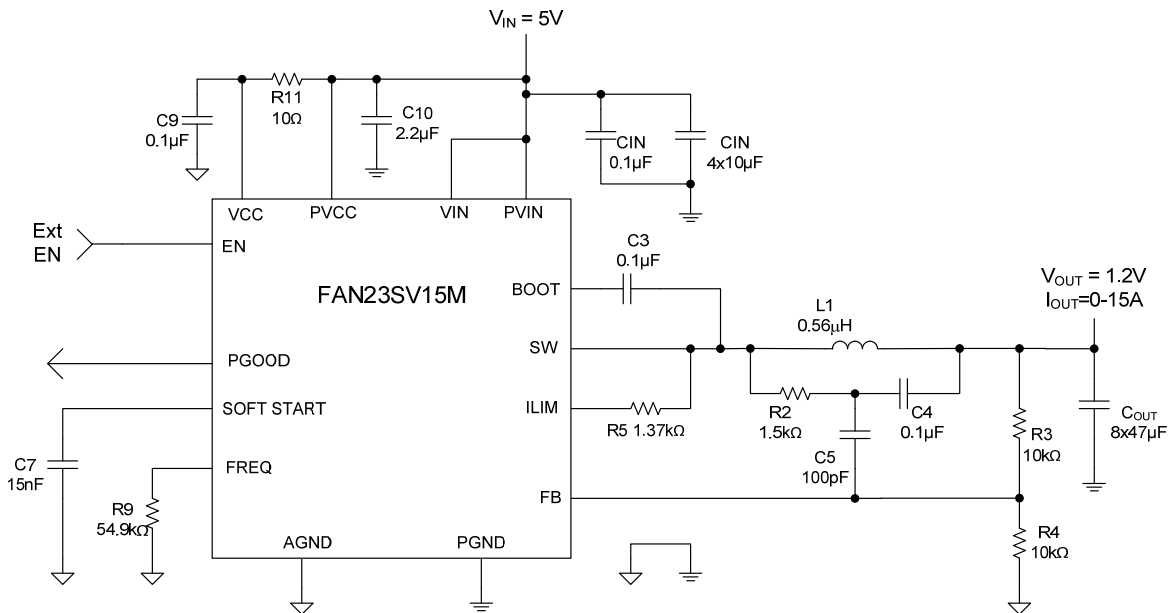 V_IN = 5V
R11
10Ω
C9
0.1µF
C10
2.2µF
CIN
0.1µF
CIN
4x10µF
VCC
PVCC
VIN
PVIN
Ext
EN
EN
FAN23SV15M
BOOT
C3
0.1µF
V_OUT = 1.2V
I_OUT=0-15A
L1
0.56µH
SW
PGOOD
SOFT START
ILIM
R5 1.37kΩ
R2
1.5kΩ
C4
0.1µF
C5
100pF
R3
10kΩ
C_OUT
8x47µF
C7
15nF
FREQ
R9
54.9kΩ
FB
R4
10kΩ
AGND
PGND